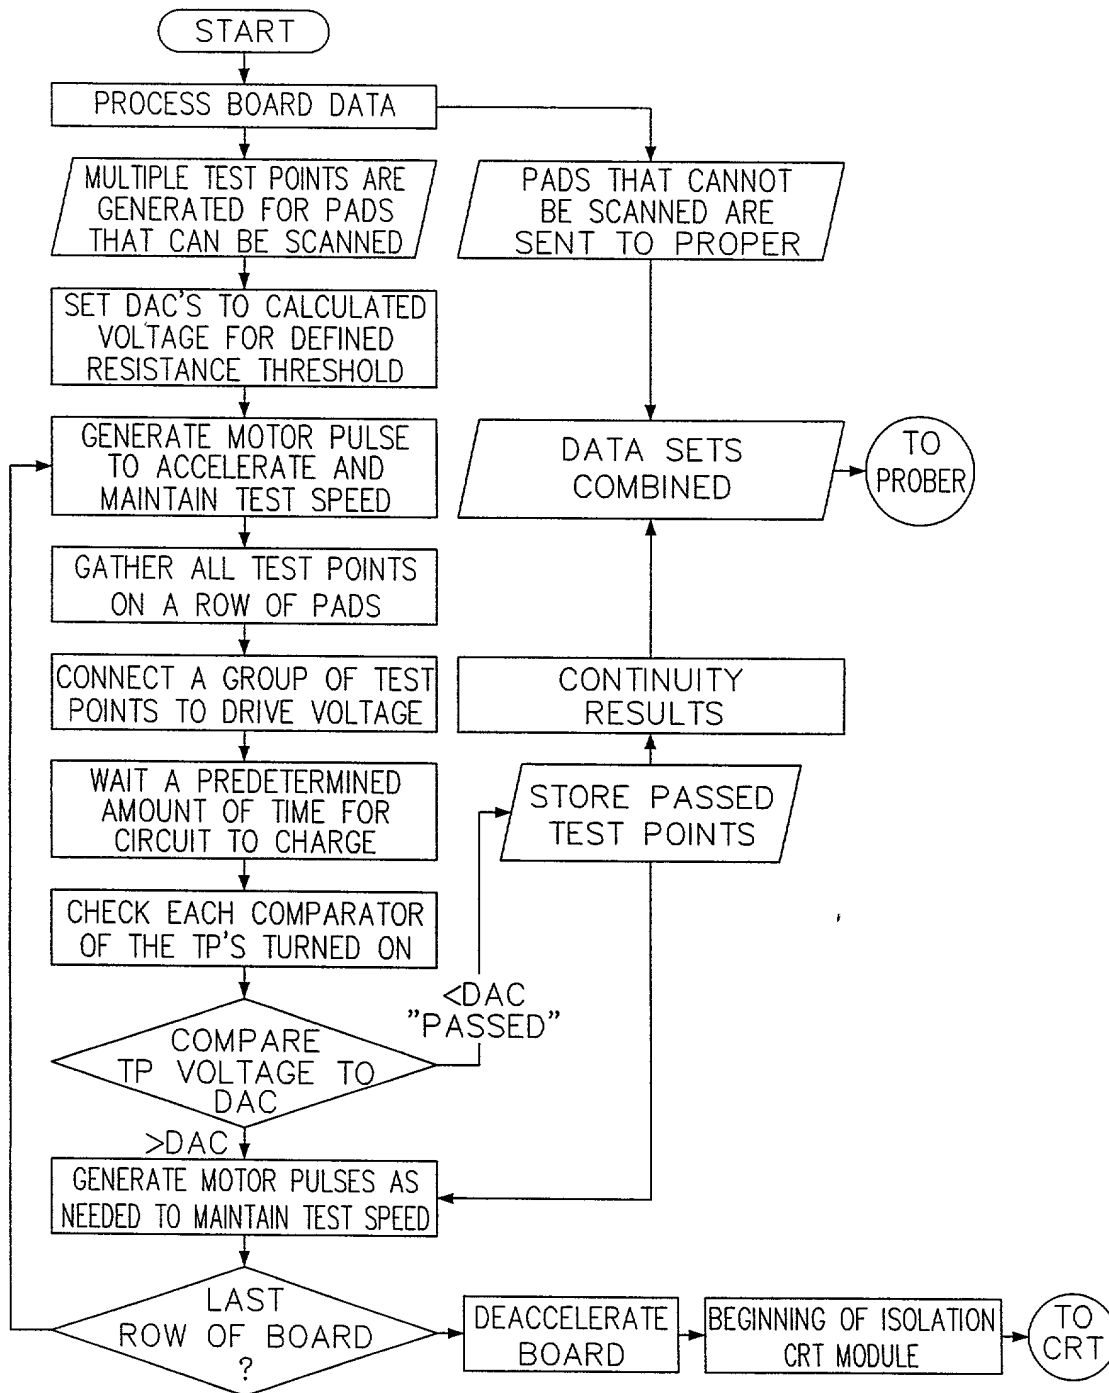 START
PROCESS BOARD DATA
MULTIPLE TEST POINTS ARE
GENERATED FOR PADS
THAT CAN BE SCANNED
PADS THAT CANNOT
BE SCANNED ARE
SENT TO PROPER
SET DAC'S TO CALCULATED
VOLTAGE FOR DEFINED
RESISTANCE THRESHOLD
GENERATE MOTOR PULSE
TO ACCELERATE AND
MAINTAIN TEST SPEED
DATA SETS
COMBINED
TO
PROBER
GATHER ALL TEST POINTS
ON A ROW OF PADS
CONNECT A GROUP OF TEST
POINTS TO DRIVE VOLTAGE
CONTINUITY
RESULTS
WAIT A PREDETERMINED
AMOUNT OF TIME FOR
CIRCUIT TO CHARGE
STORE PASSED
TEST POINTS
CHECK EACH COMPARATOR
OF THE TP'S TURNED ON
<DAC
"PASSED"
COMPARE
TP VOLTAGE TO
DAC
>DAC
GENERATE MOTOR PULSES AS
NEEDED TO MAINTAIN TEST SPEED
LAST
ROW OF BOARD
?
DEACCELERATE
BOARD
BEGINNING OF ISOLATION
CRT MODULE
TO
CRT